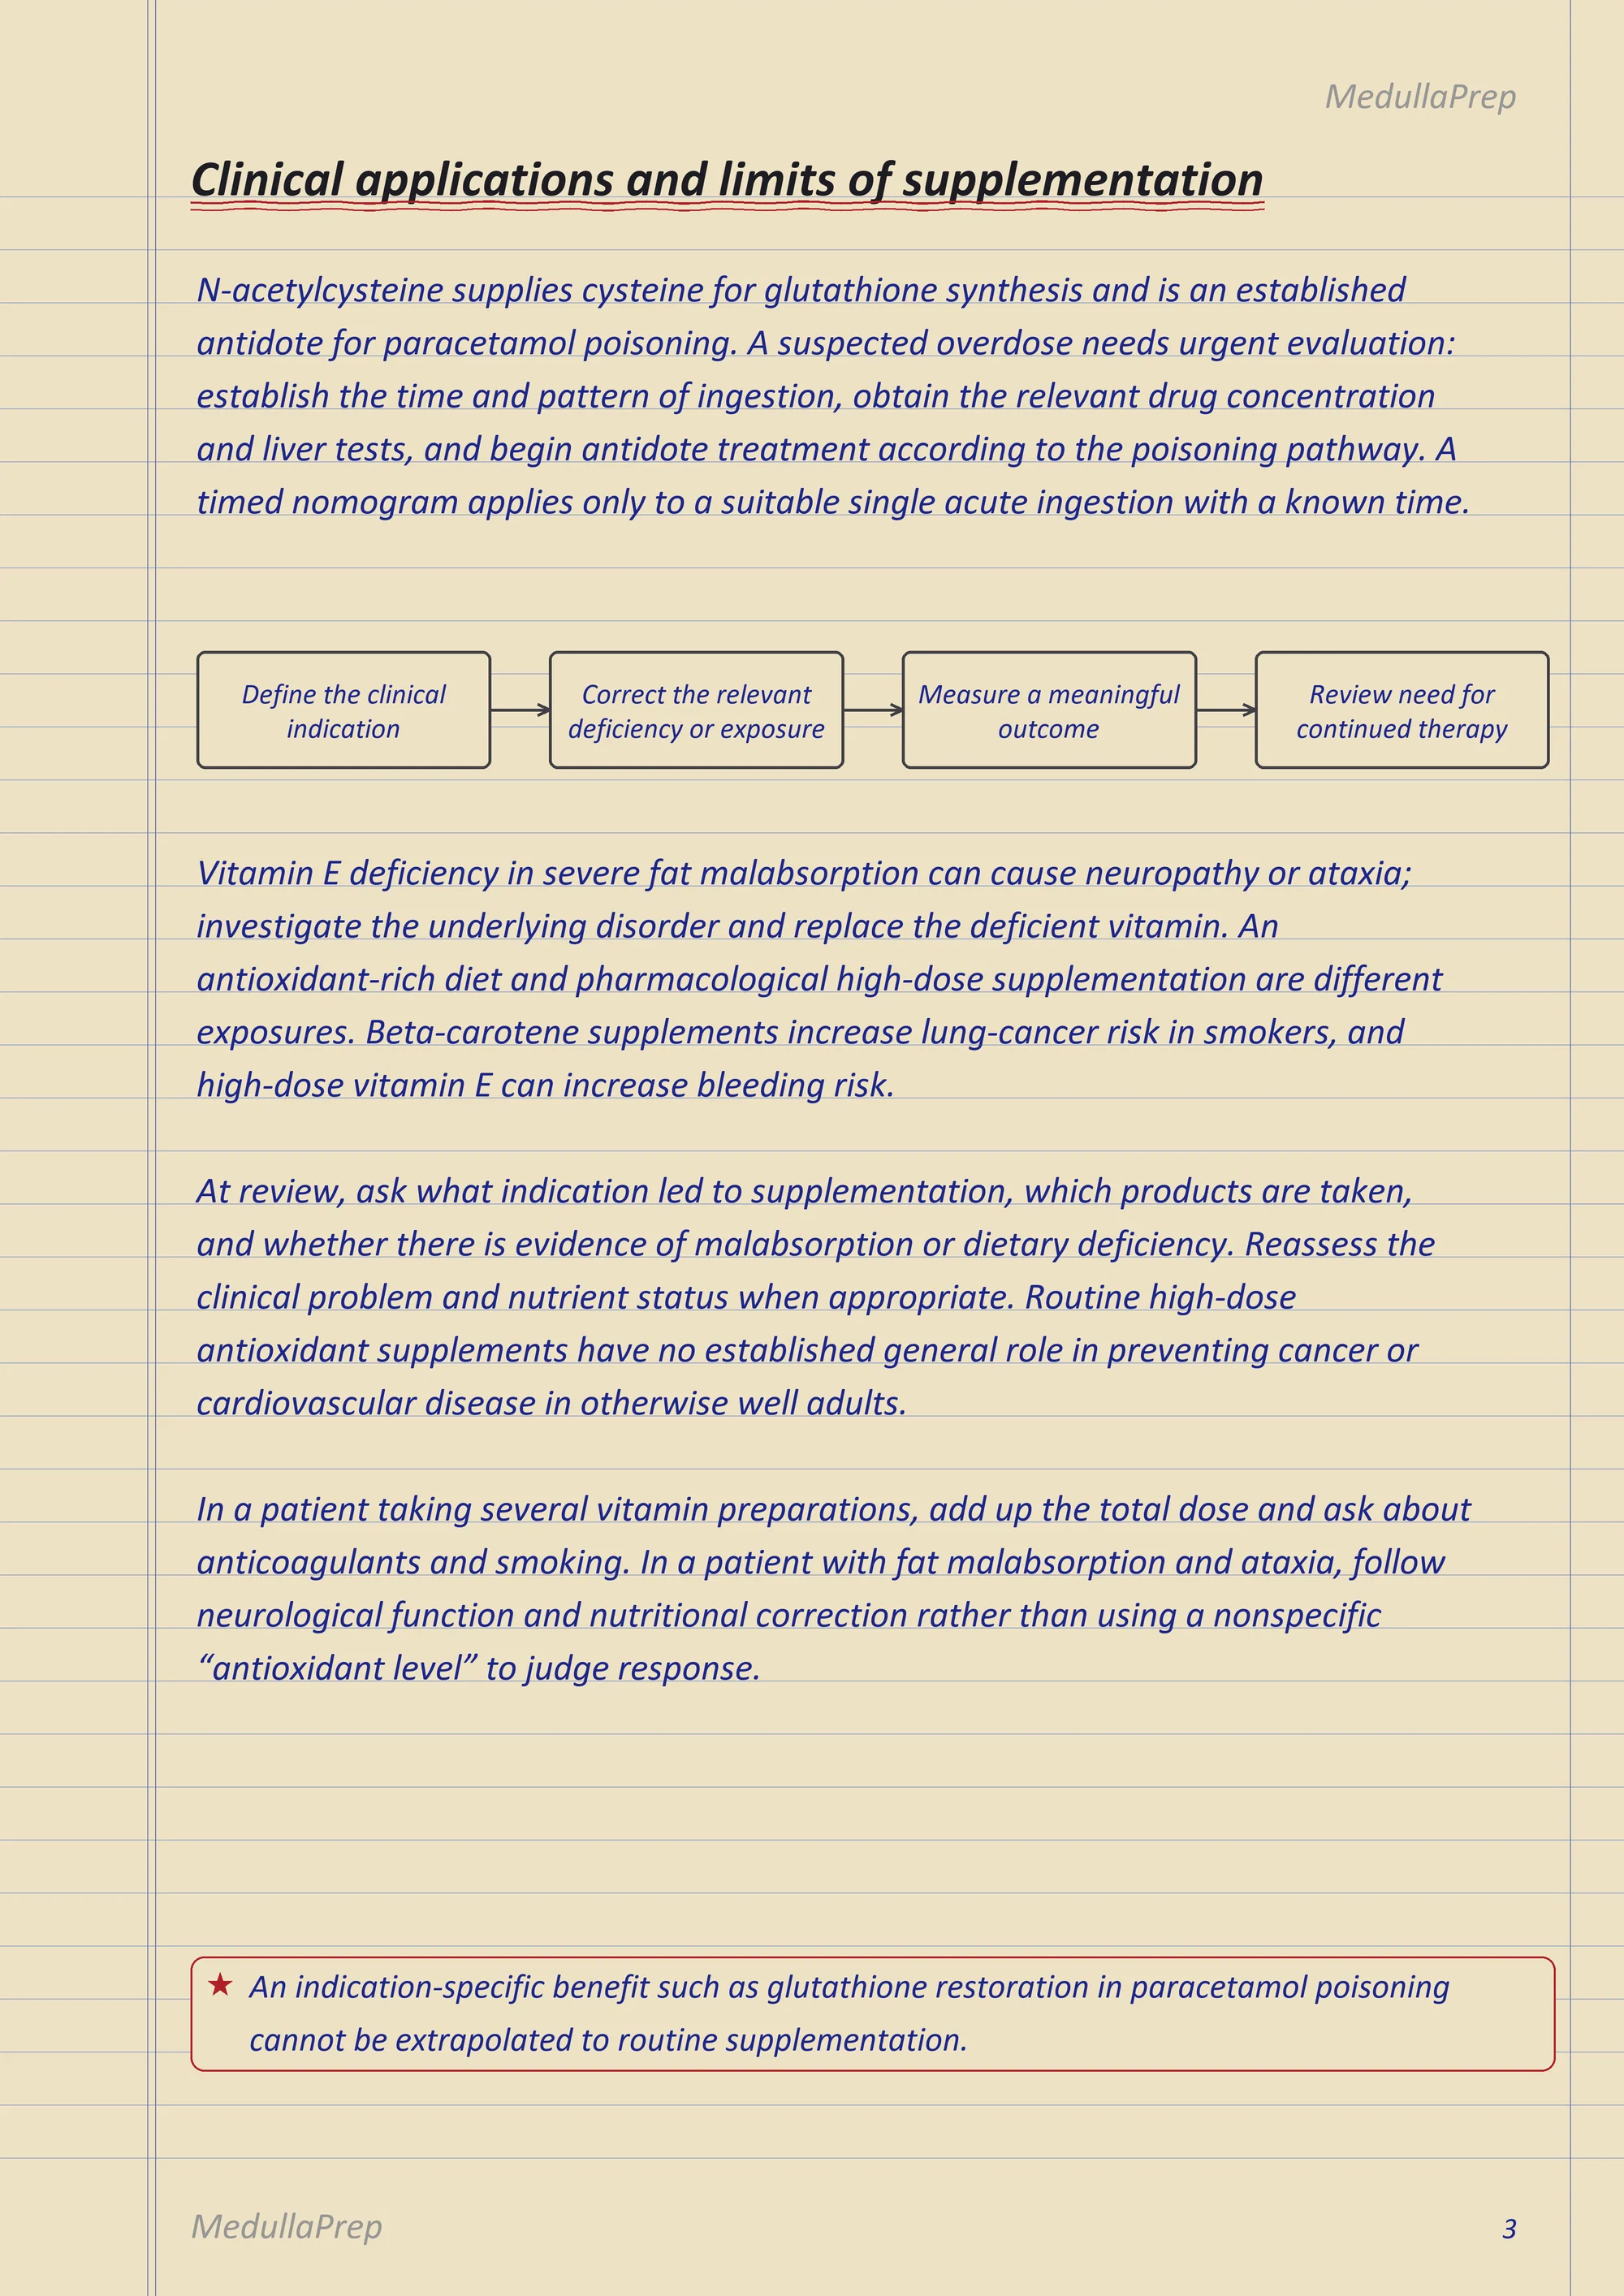 MedullaPrep
Clinical applications and limits of supplementation
N-acetylcysteine supplies cysteine for glutathione synthesis and is an established
antidote for paracetamol poisoning. A suspected overdose needs urgent evaluation:
establish the time and pattern of ingestion, obtain the relevant drug concentration
and liver tests, and begin antidote treatment according to the poisoning pathway. A
timed nomogram applies only to a suitable single acute ingestion with a known time.
Define the clinical
indication
Correct the relevant
deficiency or exposure
Measure a meaningful
outcome
Review need for
continued therapy
Vitamin E deficiency in severe fat malabsorption can cause neuropathy or ataxia;
investigate the underlying disorder and replace the deficient vitamin. An
antioxidant-rich diet and pharmacological high-dose supplementation are different
exposures. Beta-carotene supplements increase lung-cancer risk in smokers, and
high-dose vitamin E can increase bleeding risk.
At review, ask what indication led to supplementation, which products are taken,
and whether there is evidence of malabsorption or dietary deficiency. Reassess the
clinical problem and nutrient status when appropriate. Routine high-dose
antioxidant supplements have no established general role in preventing cancer or
cardiovascular disease in otherwise well adults.
In a patient taking several vitamin preparations, add up the total dose and ask about
anticoagulants and smoking. In a patient with fat malabsorption and ataxia, follow
neurological function and nutritional correction rather than using a nonspecific
“antioxidant level” to judge response.
★ An indication-specific benefit such as glutathione restoration in paracetamol poisoning
cannot be extrapolated to routine supplementation.
MedullaPrep
3